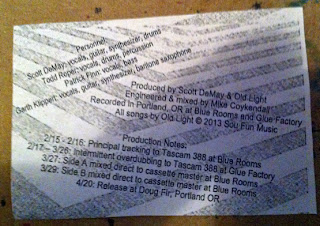 Personnel:
Scott DeMay: vocals, guitar, synthesizer, drums
Todd Roper: vocals, drums, percussion
Patrick Finn: vocals, bass
Garth Klippert: vocals, guitar, synthesizer, baritone saxophone
Produced by Scott DeMay & Old Light
Engineered & mixed by Mike Coykendall
Recorded in Portland, OR at Blue Rooms and Glue Factory
All songs by Old Light © 2013 Sou Fun Music
Production Notes:
2/15 - 2/16: Principal tracking to Tascam 388 at Blue Rooms
2/17 - 3/26: Intermittent overdubbing to Tascam 388 at Glue Factory
3/27: Side A mixed direct to cassette master at Blue Rooms
3/29: Side B mixed direct to cassette master at Blue Rooms
4/20: Release at Doug Fir, Portland OR